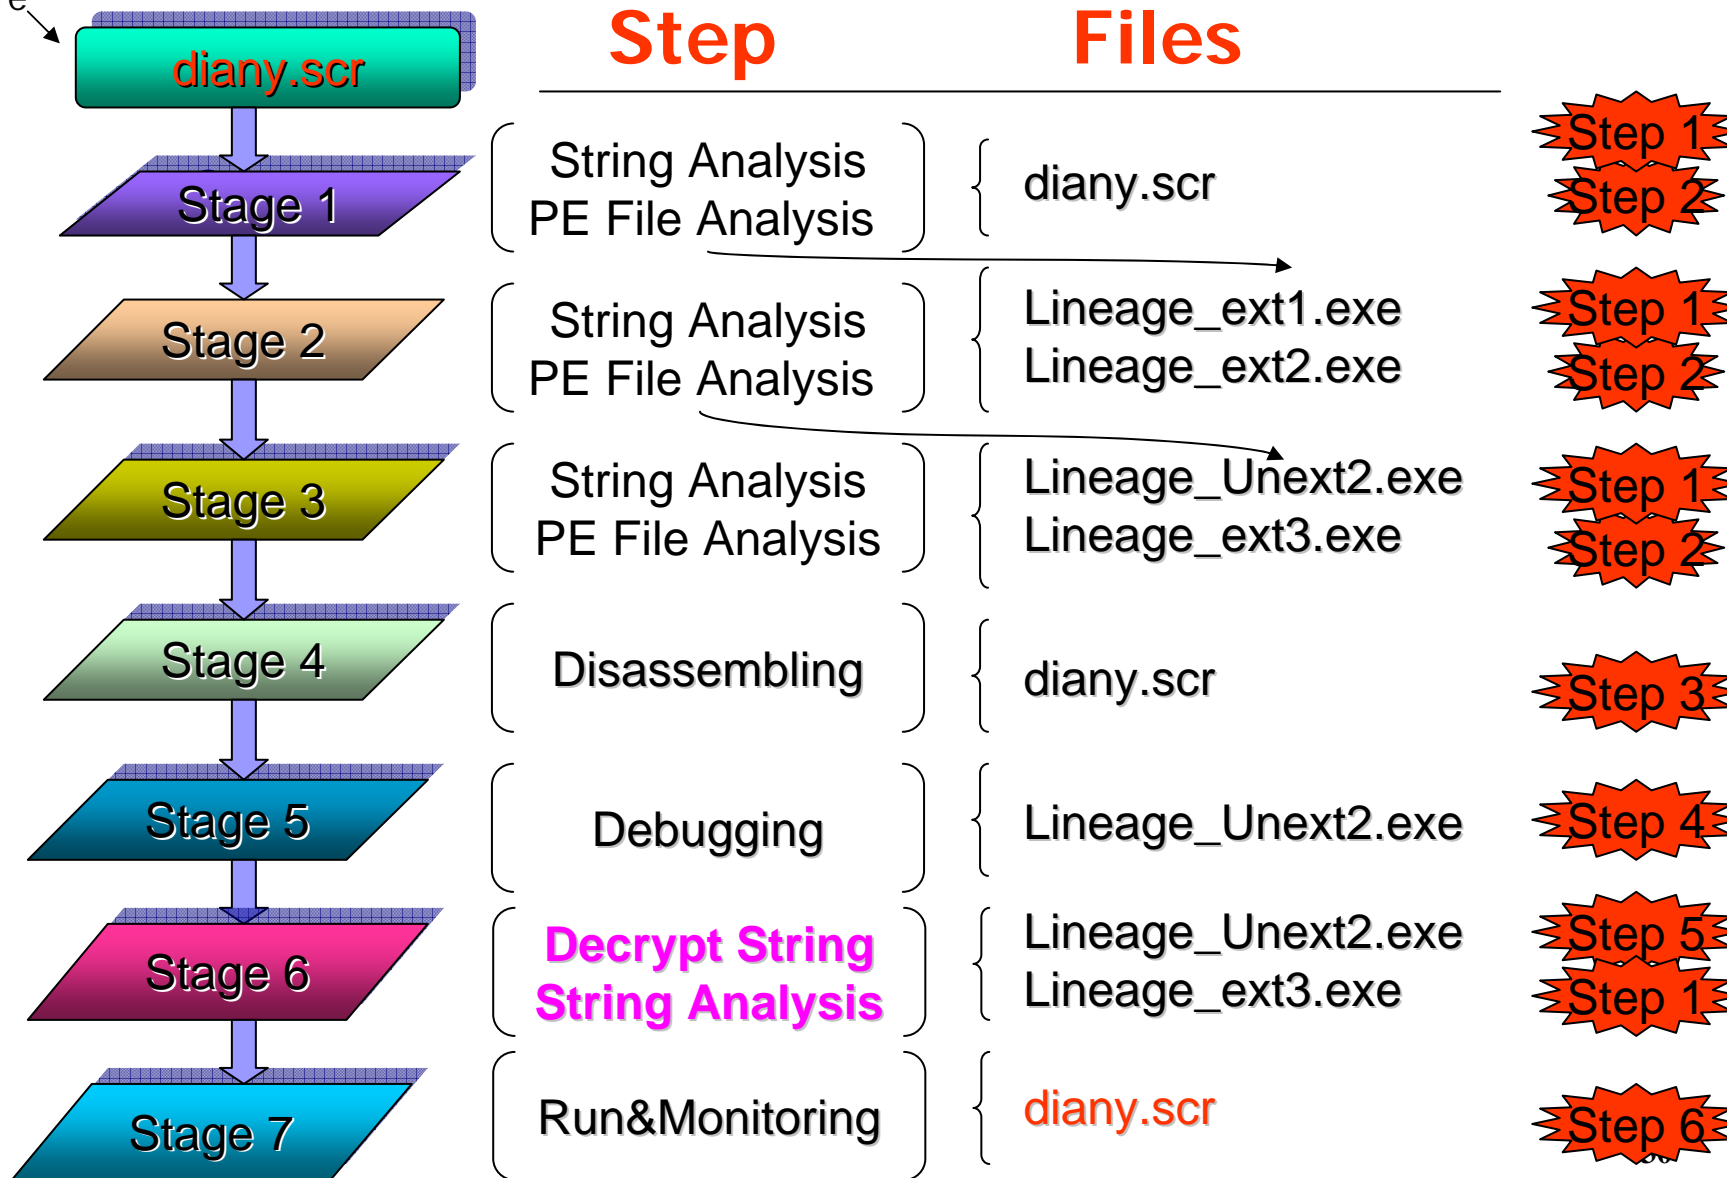 e
diany.scr
Step Files
Stage 1
String Analysis
PE File Analysis
diany.scr
Step 1
Step 2
Stage 2
String Analysis
PE File Analysis
Lineage_ext1.exe
Lineage_ext2.exe
Step 1
Step 2
Stage 3
String Analysis
PE File Analysis
Lineage_Unext2.exe
Lineage_ext3.exe
Step 1
Step 2
Stage 4
Disassembling
diany.scr
Step 3
Stage 5
Debugging
Lineage_Unext2.exe
Step 4
Stage 6
Decrypt String
String Analysis
Lineage_Unext2.exe
Lineage_ext3.exe
Step 5
Step 1
Stage 7
Run&Monitoring
diany.scr
Step 6